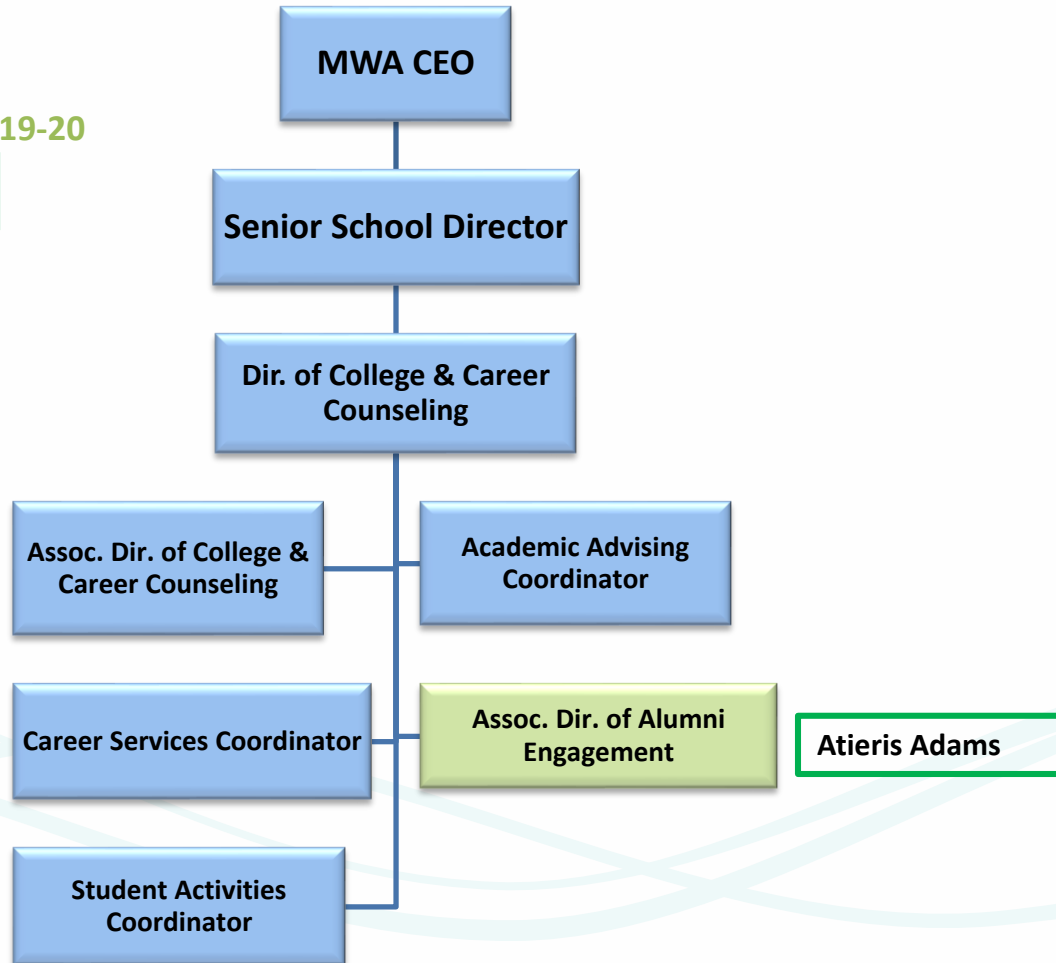 MWA CEO
19-20
Senior School Director
Dir. of College & Career
Counseling
Assoc. Dir. of College &
Career Counseling
Academic Advising
Coordinator
Career Services Coordinator
Assoc. Dir. of Alumni
Engagement
Atieris Adams
Student Activities
Coordinator